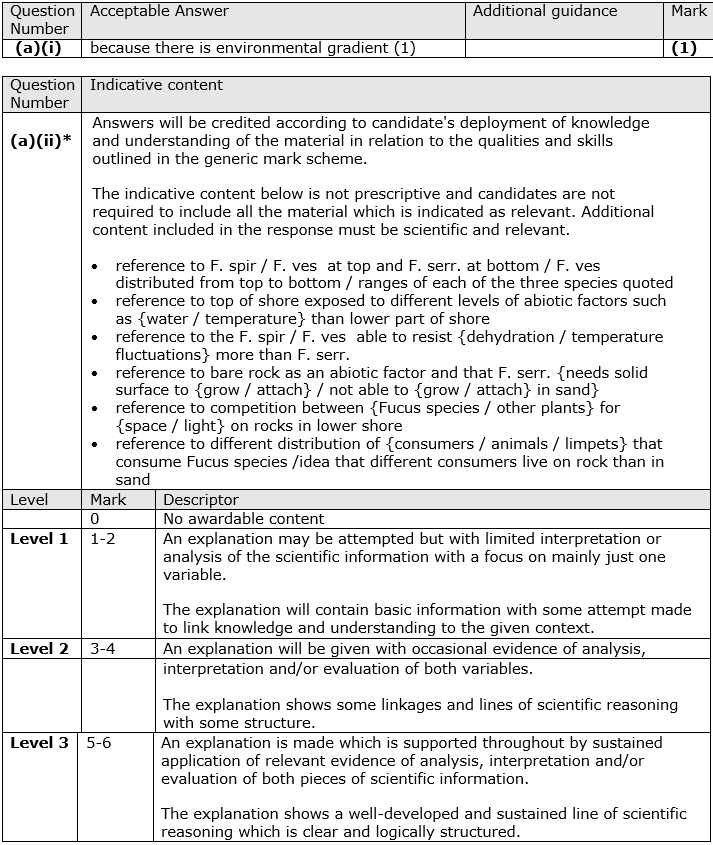 Question Number
Acceptable Answer
Additional guidance
Mark
(a)(i)
because there is environmental gradient (1)
(1)
Question Number
Indicative content
(a)(ii)*
Answers will be credited according to candidate's deployment of knowledge
and understanding of the material in relation to the qualities and skills
outlined in the generic mark scheme.
The indicative content below is not prescriptive and candidates are not
required to include all the material which is indicated as relevant. Additional
content included in the response must be scientific and relevant.
• reference to F. spir / F. ves at top and F. serr. at bottom / F. ves
distributed from top to bottom / ranges of each of the three species quoted
• reference to top of shore exposed to different levels of abiotic factors such
as {water / temperature} than lower part of shore
• reference to the F. spir / F. ves able to resist {dehydration / temperature
fluctuations} more than F. serr.
• reference to bare rock as an abiotic factor and that F. serr. {needs solid
surface to {grow / attach} / not able to {grow / attach} in sand}
• reference to competition between {Fucus species / other plants} for
{space / light} on rocks in lower shore
• reference to different distribution of {consumers / animals / limpets} that
consume Fucus species /idea that different consumers live on rock than in
sand
Level
Mark
Descriptor
0
No awardable content
Level 1
1-2
An explanation may be attempted but with limited interpretation or
analysis of the scientific information with a focus on mainly just one
variable.
The explanation will contain basic information with some attempt made
to link knowledge and understanding to the given context.
Level 2
3-4
An explanation will be given with occasional evidence of analysis,
interpretation and/or evaluation of both variables.
The explanation shows some linkages and lines of scientific reasoning
with some structure.
Level 3
5-6
An explanation is made which is supported throughout by sustained
application of relevant evidence of analysis, interpretation and/or
evaluation of both pieces of scientific information.
The explanation shows a well-developed and sustained line of scientific
reasoning which is clear and logically structured.